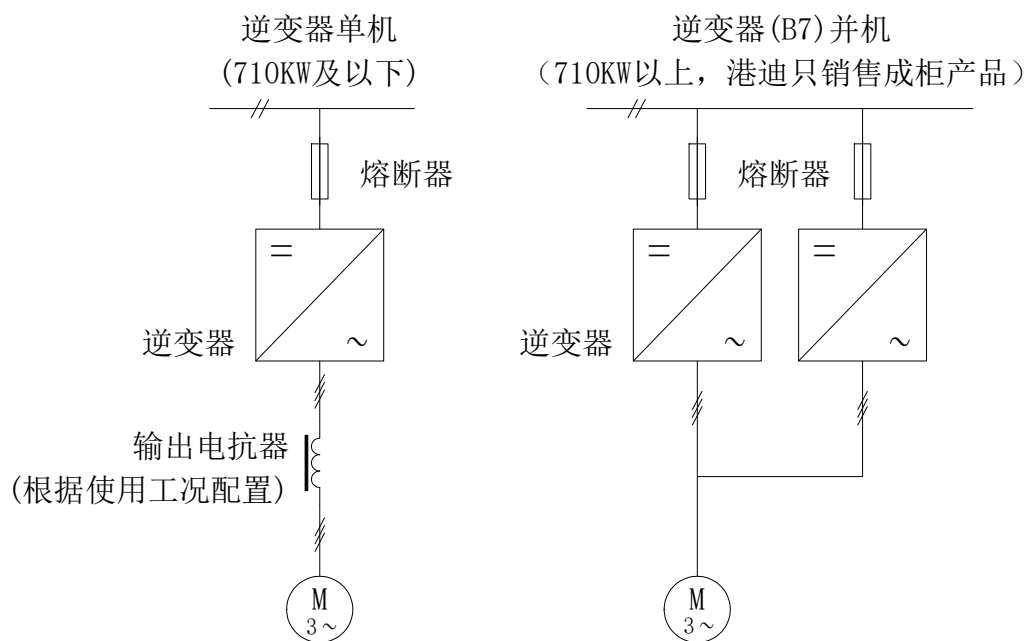 逆变器单机
(710KW及以下)
熔断器
逆变器
～
输出电抗器
(根据使用工况配置)
M
3～
逆变器(B7)并机
（710KW以上，港迪只销售成柜产品）
熔断器
逆变器
～
～
M
3～